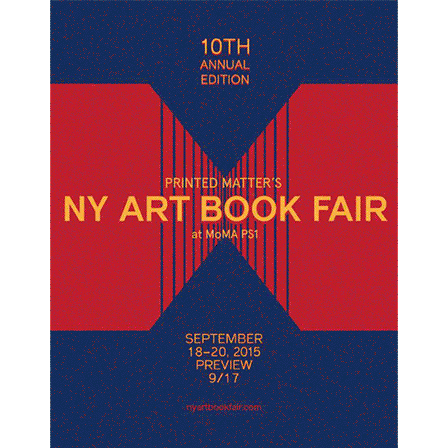 10TH
ANNUAL
EDITION
PRINTED MATTER'S
NY ART BOOK FAIR
at MoMA PS1
SEPTEMBER
18–20, 2015
PREVIEW
9/17
nyartbookfair.com